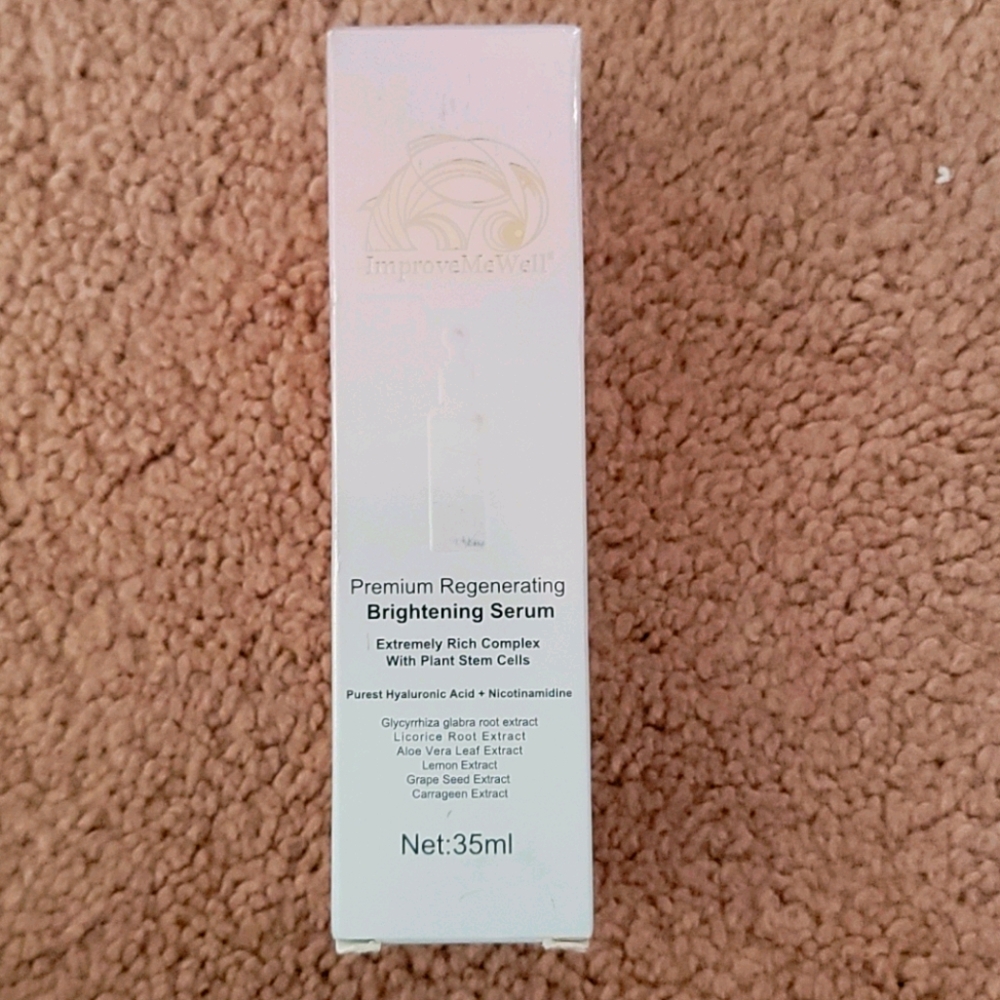 ImproveMeWell®
Premium Regenerating
Brightening Serum
Extremely Rich Complex
With Plant Stem Cells
Purest Hyaluronic Acid + Nicotinamidine
Glycyrrhiza glabra root extract
Licorice Root Extract
Aloe Vera Leaf Extract
Lemon Extract
Grape Seed Extract
Carrageen Extract
Net:35ml